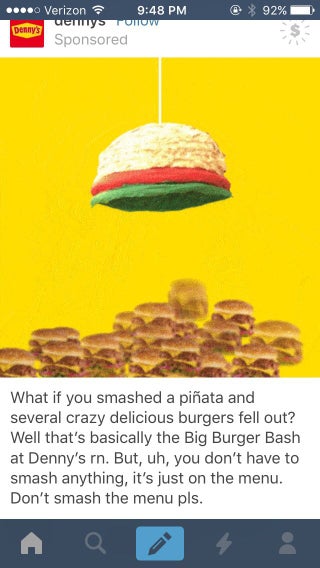 Verizon 9:48 PM 92%
Denny's
dennys Follow
Sponsored
$
What if you smashed a piñata and
several crazy delicious burgers fell out?
Well that's basically the Big Burger Bash
at Denny's rn. But, uh, you don't have to
smash anything, it's just on the menu.
Don't smash the menu pls.